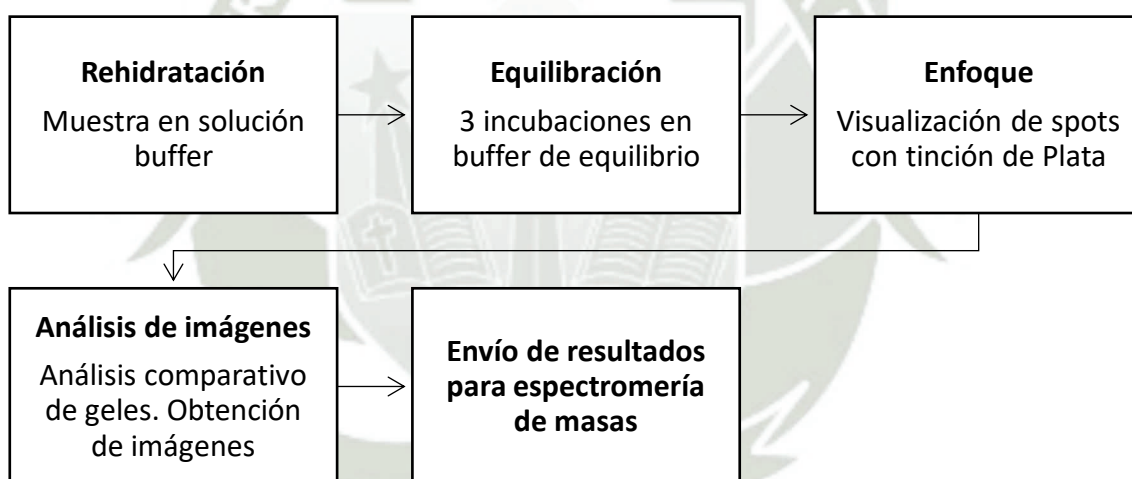 Rehidratación
Muestra en solución
buffer
Equilibración
3 incubaciones en
buffer de equilibrio
Enfoque
Visualización de spots
con tinción de Plata
Análisis de imágenes
Análisis comparativo
de geles. Obtención
de imágenes
Envío de resultados
para espectromería
de masas